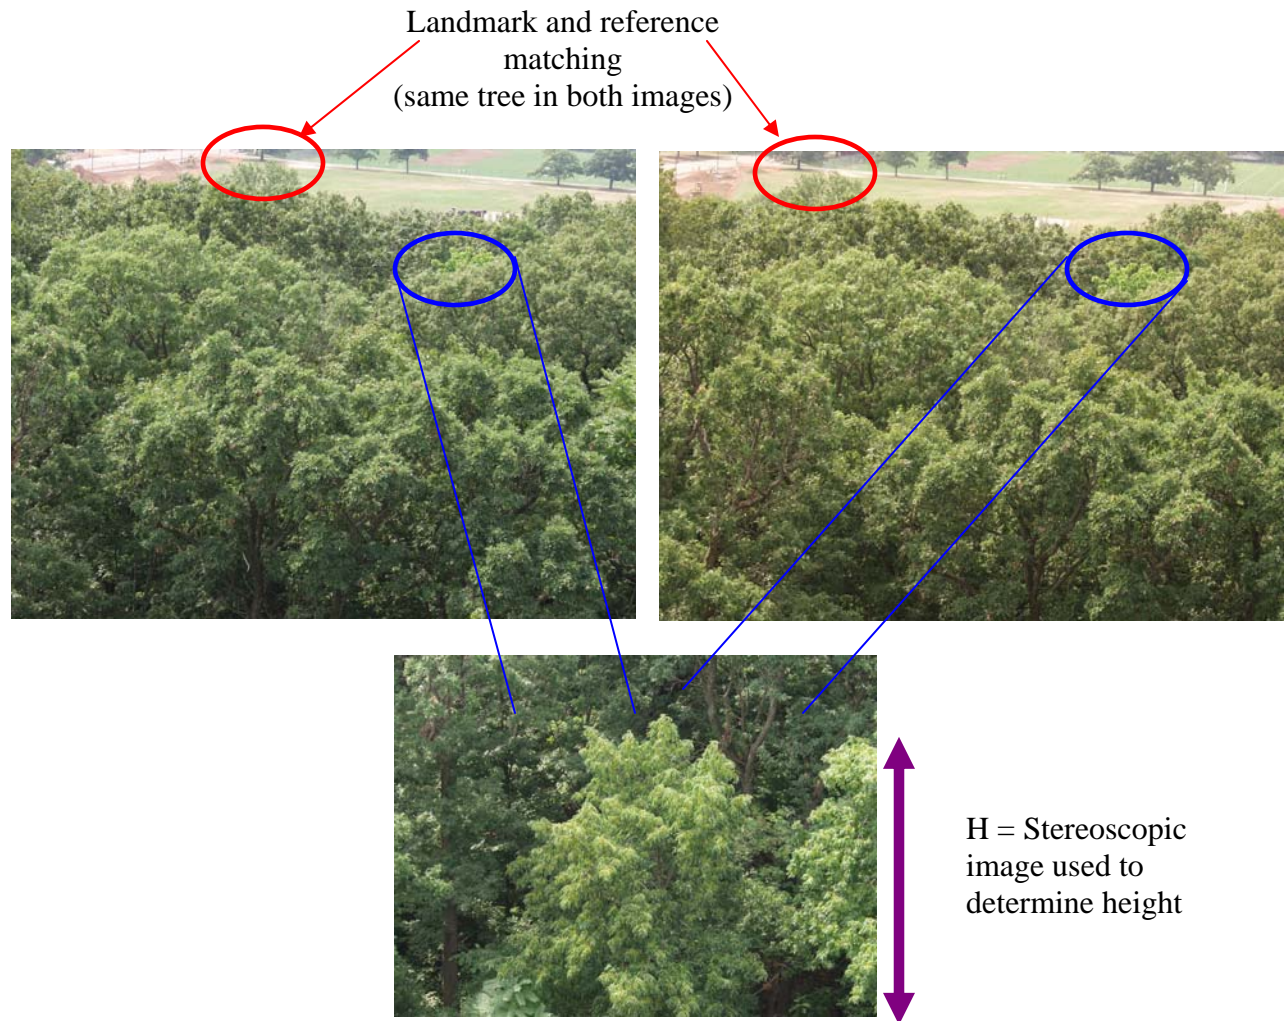 Landmark and reference
matching
(same tree in both images)
H = Stereoscopic
image used to
determine height